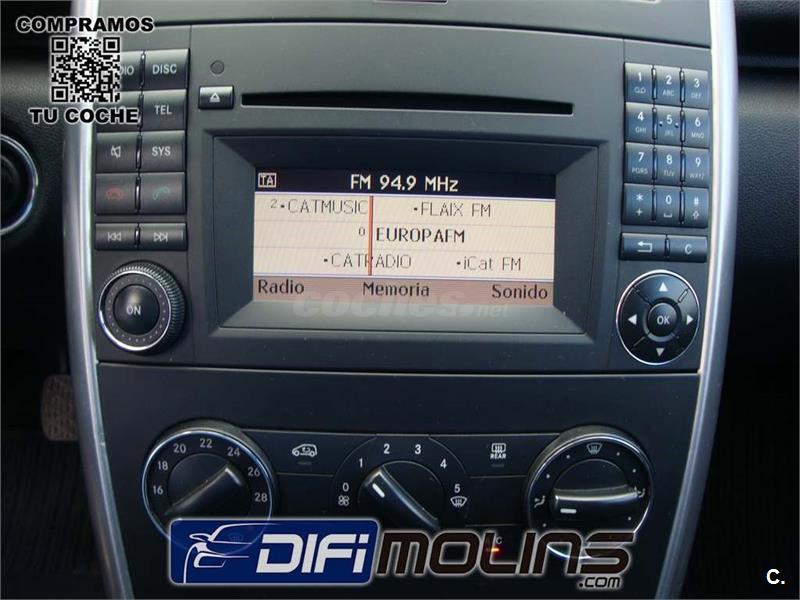 COMPRAMOS
TU COCHE
DISC
TEL
SYS
ON
1 2 ABC 3 DEF
4 GHI 5 JKL 6 MNO
7 PQRS 8 TUV 9 WXYZ
* + 0 #
C
OK
TA FM 94.9 MHz
2 •CATMUSIC •FLAIX FM
0 EUROPAFM
•CATRADIO •iCat FM
Radio Memoria Sonido
coches.net
16 18 20 22 24 26 28
0 1 2 3 4 5
REAR
DIFiMOLINS
.com
C.